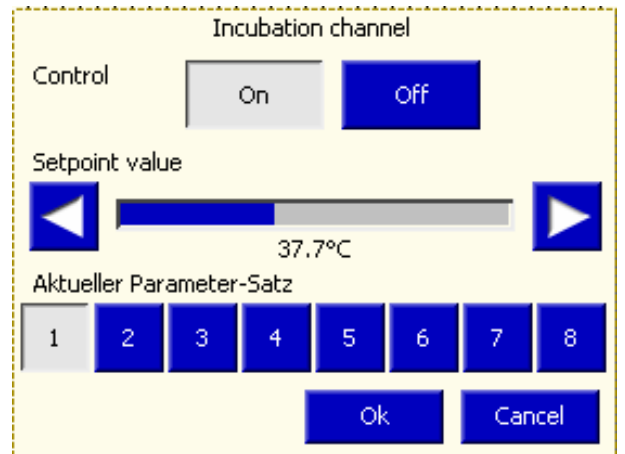 Incubation channel
Control On Off
Setpoint value
37.7°C
Aktueller Parameter-Satz
1 2 3 4 5 6 7 8
Ok Cancel